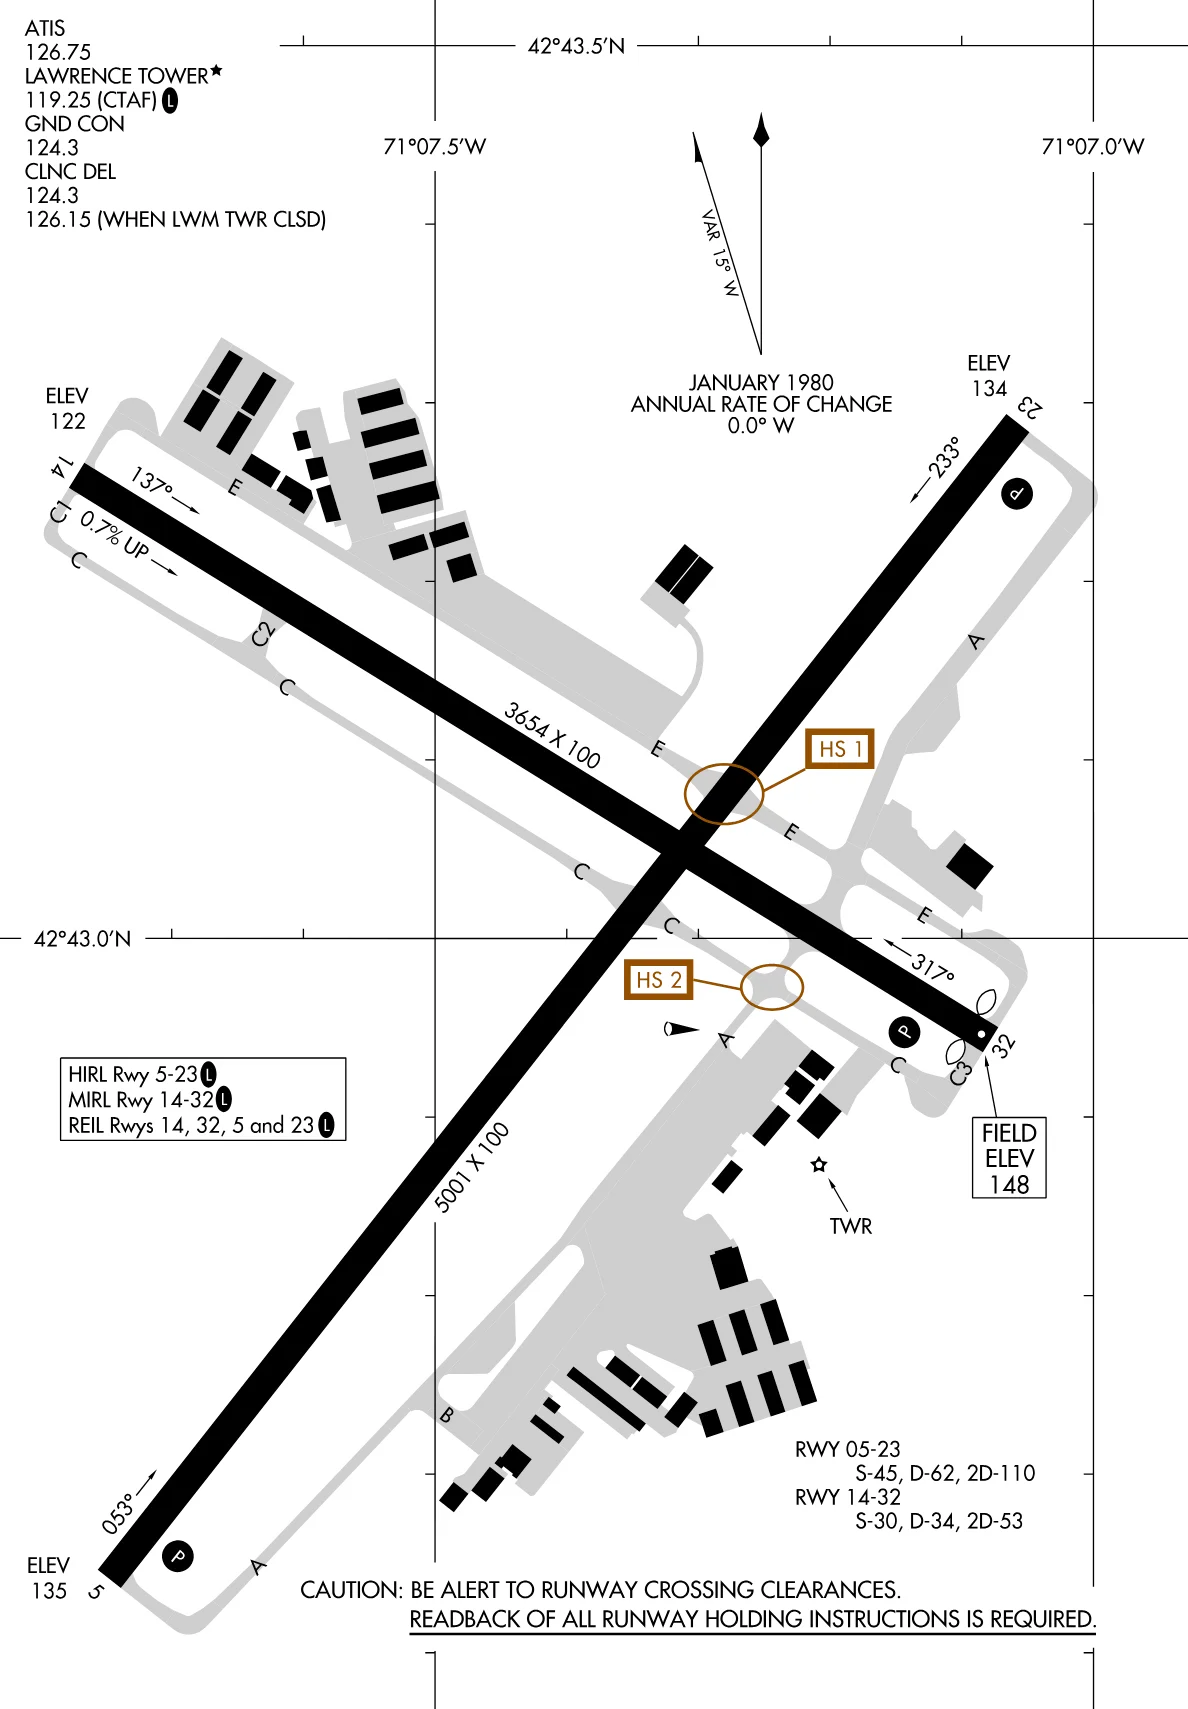 ATIS
126.75
LAWRENCE TOWER★
119.25 (CTAF) L
GND CON
124.3
CLNC DEL
124.3
126.15 (WHEN LWM TWR CLSD)
42°43.5’N
71°07.5’W
71°07.0’W
VAR 15° W
JANUARY 1980
ANNUAL RATE OF CHANGE
0.0° W
ELEV
134
23
233°
P
ELEV
122
14
137°
E
C1
0.7% UP
C
C2
C
A
3654 X 100
E
HS 1
E
C
E
C
42°43.0’N
317°
HS 2
P
A
C
C3
32
HIRL Rwy 5-23 L
MIRL Rwy 14-32 L
REIL Rwys 14, 32, 5 and 23 L
FIELD
ELEV
148
5001 X 100
TWR
B
RWY 05-23
S-45, D-62, 2D-110
RWY 14-32
S-30, D-34, 2D-53
053°
P
A
ELEV
135
5
CAUTION: BE ALERT TO RUNWAY CROSSING CLEARANCES.
READBACK OF ALL RUNWAY HOLDING INSTRUCTIONS IS REQUIRED.